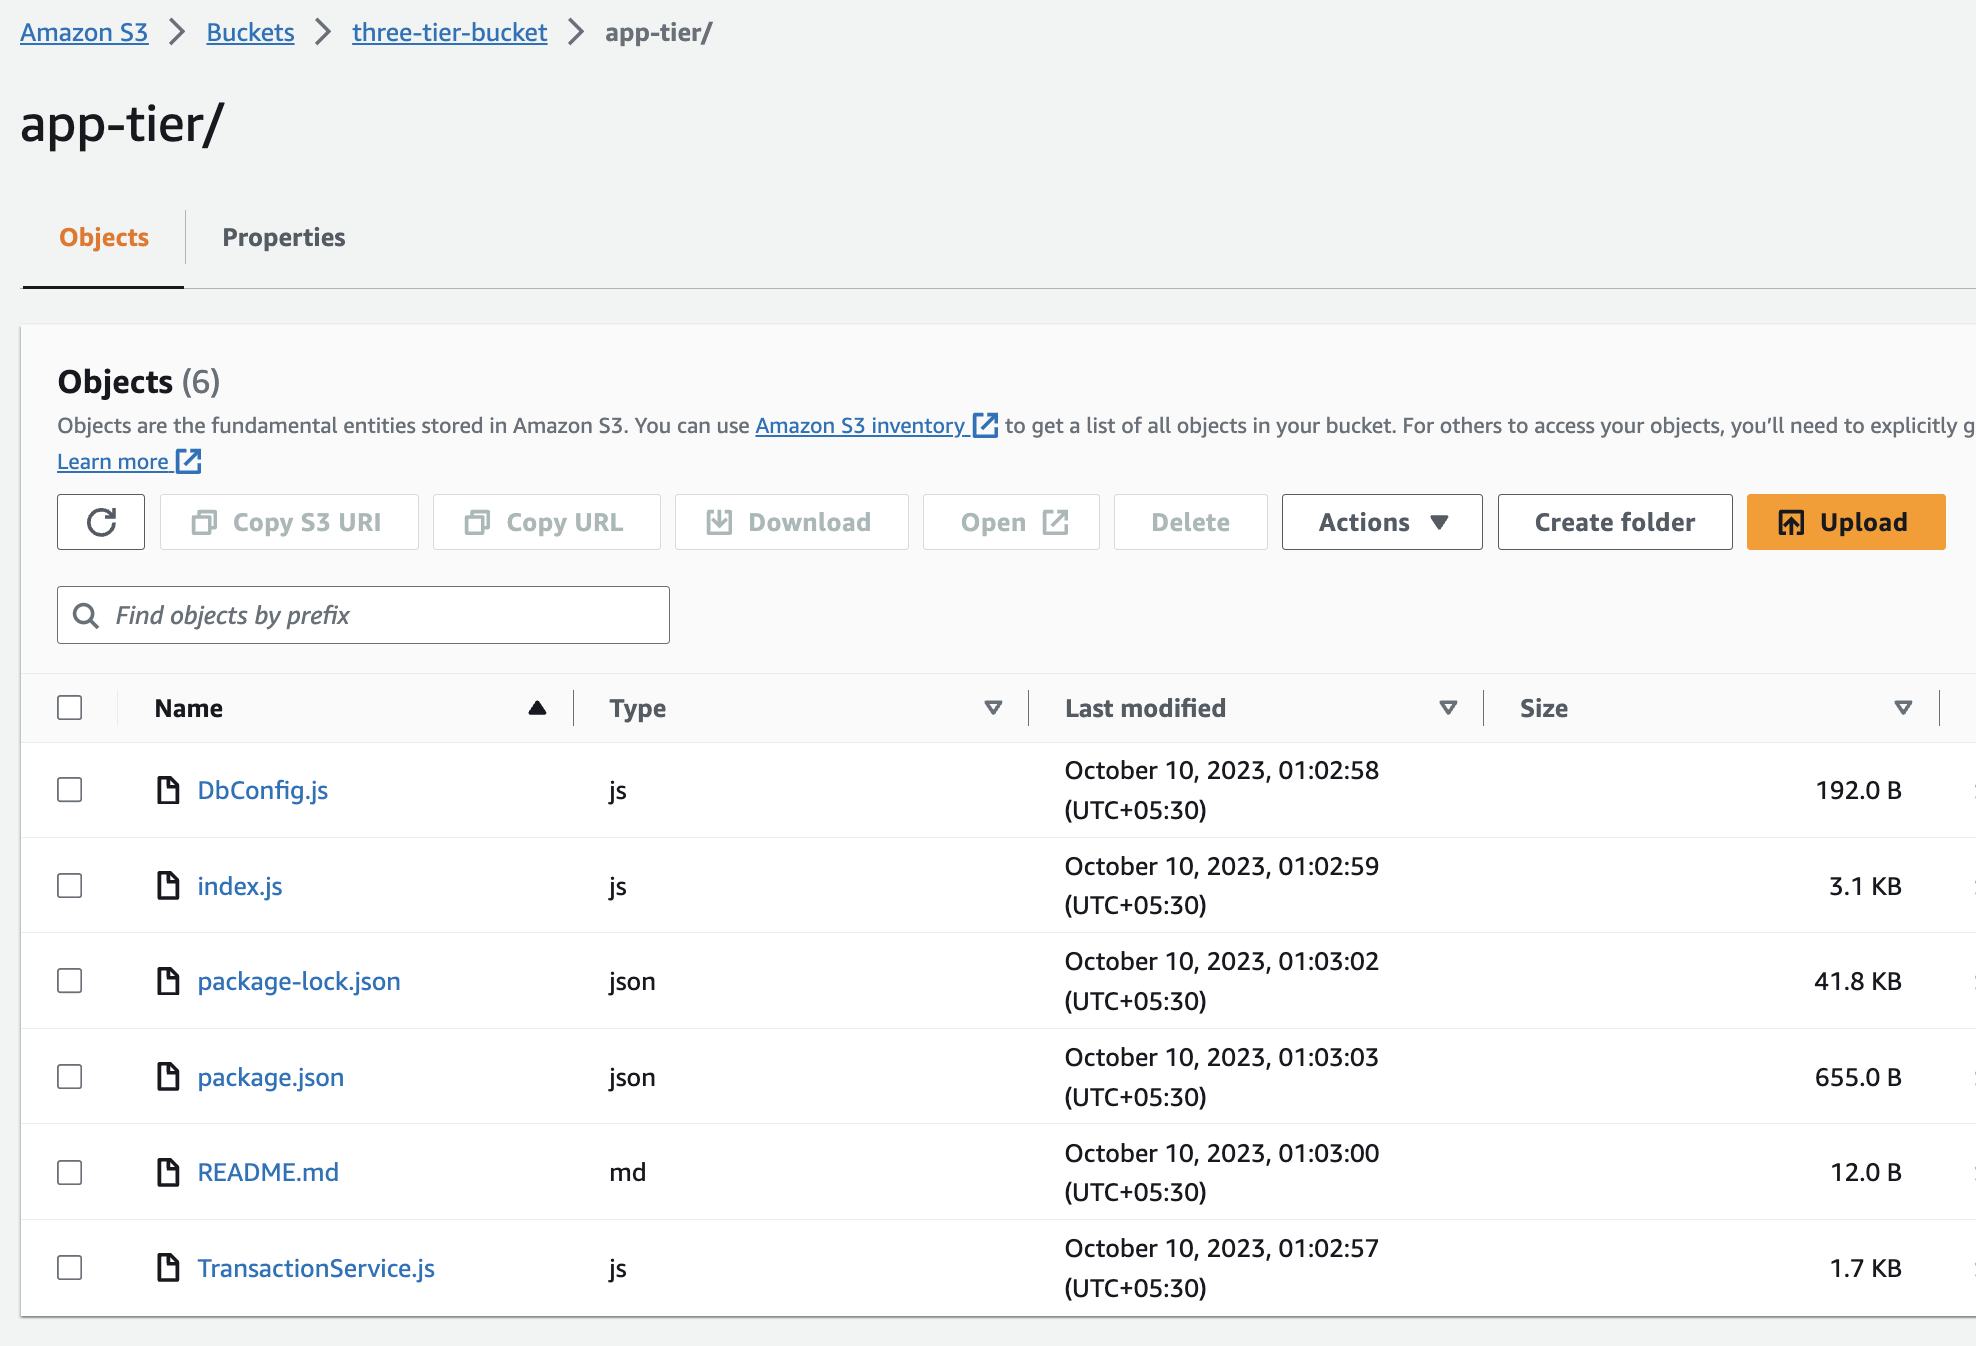 Amazon S3 > Buckets > three-tier-bucket > app-tier/
app-tier/
Objects Properties
Objects (6)
Objects are the fundamental entities stored in Amazon S3. You can use Amazon S3 inventory to get a list of all objects in your bucket. For others to access your objects, you'll need to explicitly g
Learn more
Copy S3 URI Copy URL Download Open Delete Actions Create folder Upload
Find objects by prefix
Name Type Last modified Size
DbConfig.js js October 10, 2023, 01:02:58 192.0 B
(UTC+05:30)
index.js js October 10, 2023, 01:02:59 3.1 KB
(UTC+05:30)
package-lock.json json October 10, 2023, 01:03:02 41.8 KB
(UTC+05:30)
package.json json October 10, 2023, 01:03:03 655.0 B
(UTC+05:30)
README.md md October 10, 2023, 01:03:00 12.0 B
(UTC+05:30)
TransactionService.js js October 10, 2023, 01:02:57 1.7 KB
(UTC+05:30)